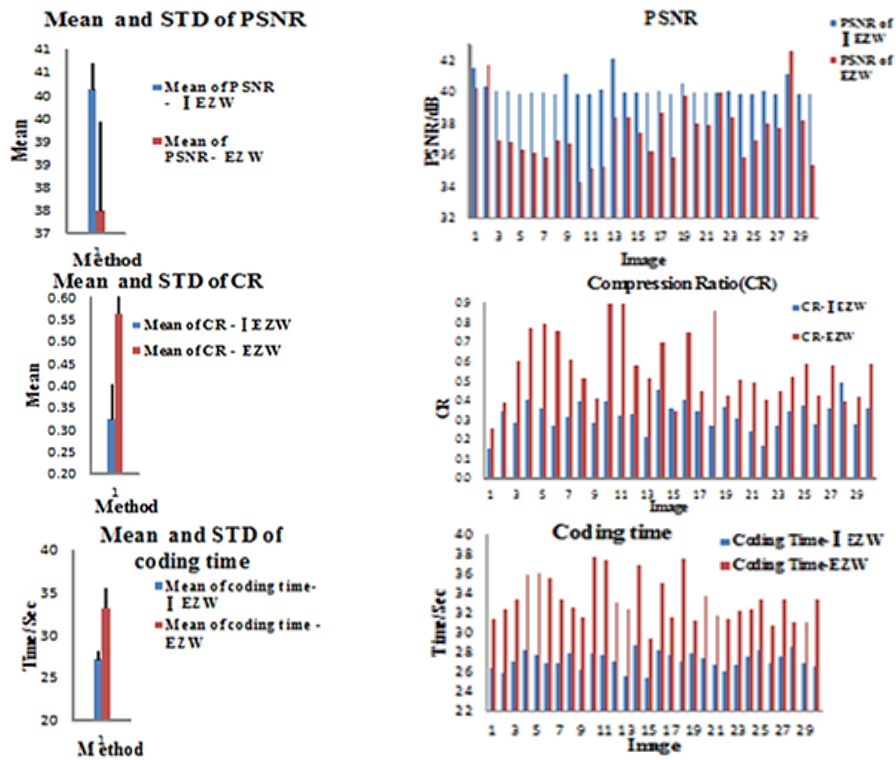 Mean and STD of PSNR
41
41
40
40
39
39
38
38
37
Mean
1
Method
Mean of PSNR
- I EZW
Mean of
PSNR- EZW
PSNR
42
40
38
36
34
32
PSNR/dB
1 3 5 7 9 11 13 15 17 19 21 23 25 27 29
Image
PSNR of
I EZW
PSNR of
EZW
Mean and STD of CR
0.60
0.55
0.50
0.45
0.40
0.35
0.30
0.25
0.20
Mean
1
Method
Mean of CR - I EZW
Mean of CR - EZW
Compression Ratio(CR)
0.9
0.8
0.7
0.6
0.5
0.4
0.3
0.2
0.1
0.0
CR
1 3 5 7 9 11 13 15 17 19 21 23 25 27 29
Image
CR-I EZW
CR-EZW
Mean and STD of
coding time
40
35
30
25
20
Time/Sec
1
Method
Mean of coding time-
I EZW
Mean of coding time -
EZW
Coding time
40
38
36
34
32
30
28
26
24
22
Time/Sec
1 3 5 7 9 11 13 15 17 19 21 23 25 27 29
Image
Coding Time-I EZW
Coding Time-EZW